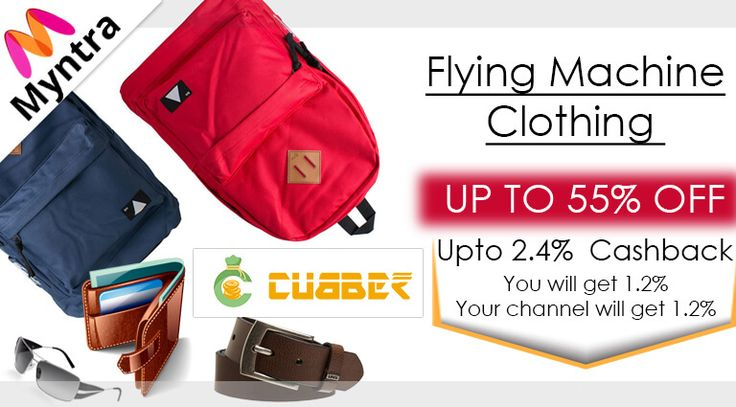 Myntra
Flying Machine
Clothing
UP TO 55% OFF
Upto 2.4% Cashback
You will get 1.2%
Your channel will get 1.2%
CUBBER